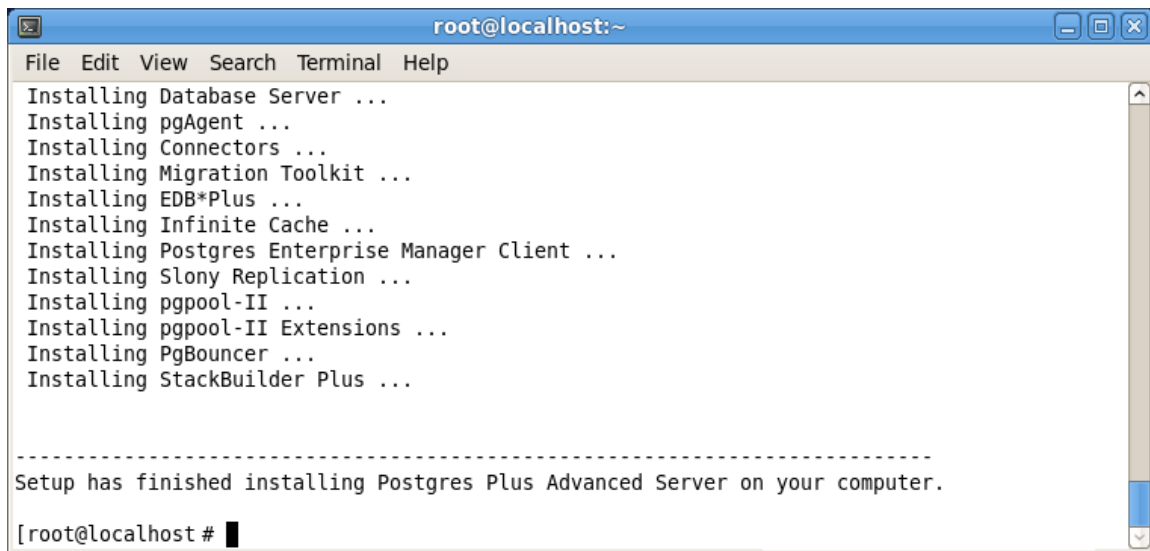 root@localhost:~
File Edit View Search Terminal Help
Installing Database Server ...
Installing pgAgent ...
Installing Connectors ...
Installing Migration Toolkit ...
Installing EDB*Plus ...
Installing Infinite Cache ...
Installing Postgres Enterprise Manager Client ...
Installing Slony Replication ...
Installing pgpool-II ...
Installing pgpool-II Extensions ...
Installing PgBouncer ...
Installing StackBuilder Plus ...
----------------------------------------------------------------------------
Setup has finished installing Postgres Plus Advanced Server on your computer.
[root@localhost #